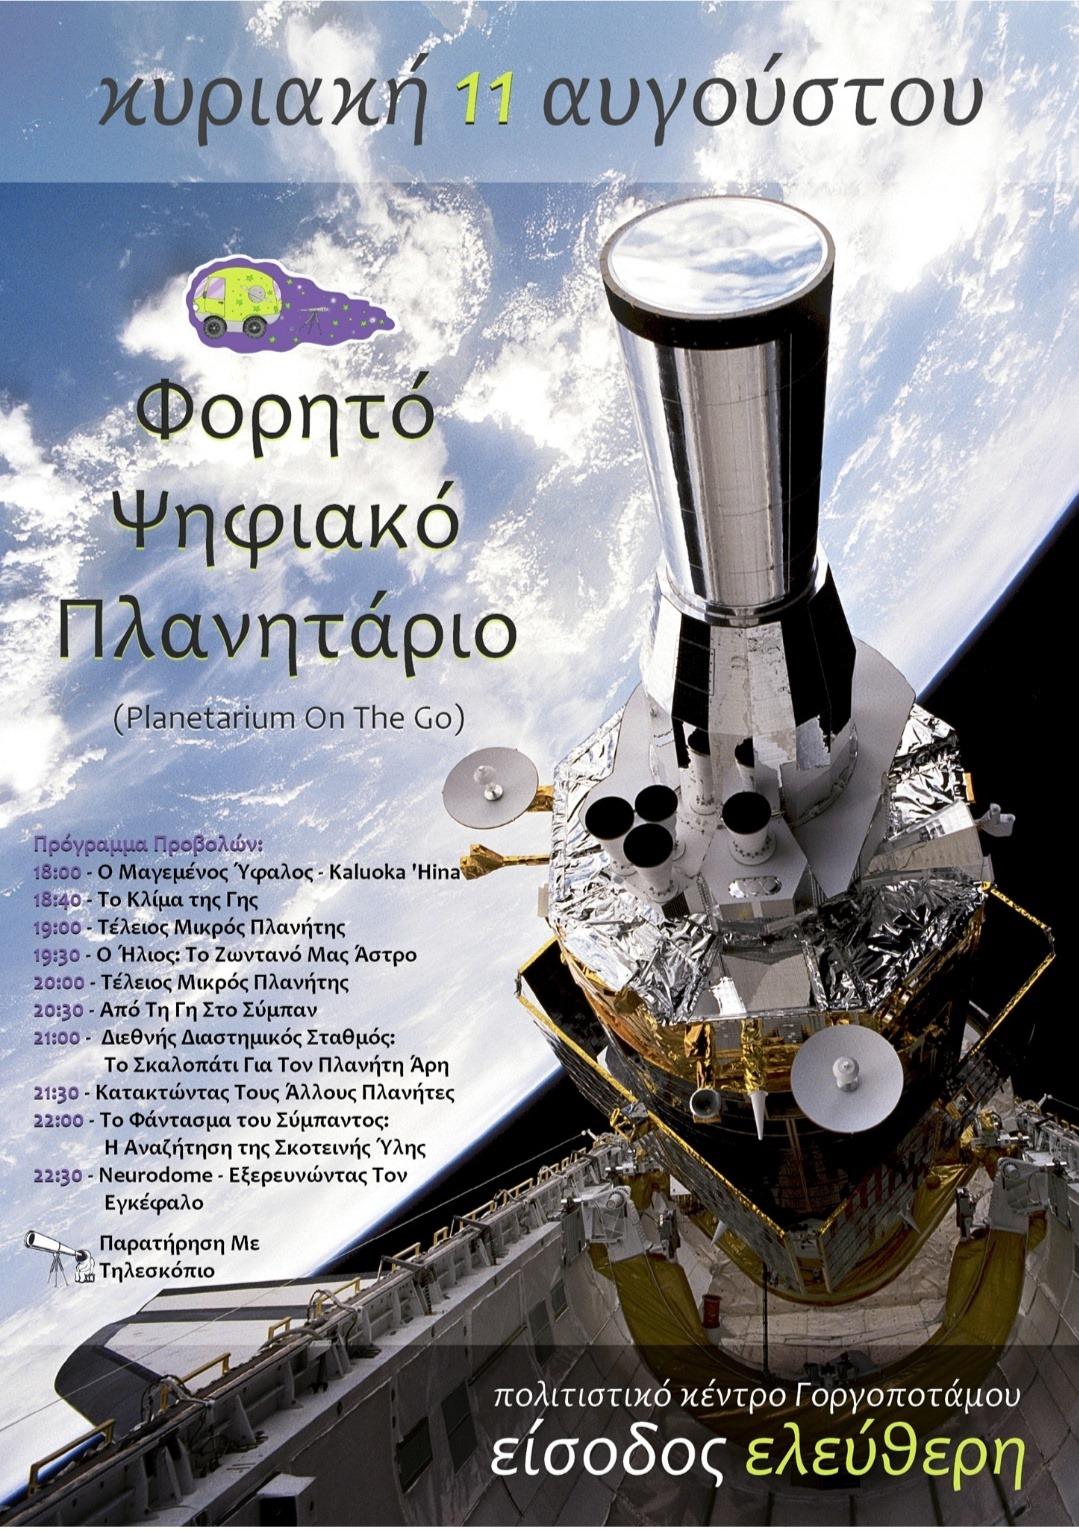 κυριακή 11 αυγούστου
Φορητό
Ψηφιακό
Πλανητάριο
(Planetarium On The Go)
Πρόγραμμα Προβολών:
18:00 - Ο Μαγεμένος Ύφαλος - Kaluoka 'Hina
18:40 - Το Κλίμα της Γης
19:00 - Τέλειος Μικρός Πλανήτης
19:30 - Ο Ήλιος: Το Ζωντανό Μας Άστρο
20:00 - Τέλειος Μικρός Πλανήτης
20:30 - Από Τη Γη Στο Σύμπαν
21:00 - Διεθνής Διαστημικός Σταθμός:
Το Σκαλοπάτι Για Τον Πλανήτη Άρη
21:30 - Κατακτώντας Τους Άλλους Πλανήτες
22:00 - Το Φάντασμα του Σύμπαντος:
Η Αναζήτηση της Σκοτεινής Ύλης
22:30 - Neurodome - Εξερευνώντας Τον
Εγκέφαλο
Παρατήρηση Με
Τηλεσκόπιο
πολιτιστικό κέντρο Γοργοποτάμου
είσοδος ελεύθερη